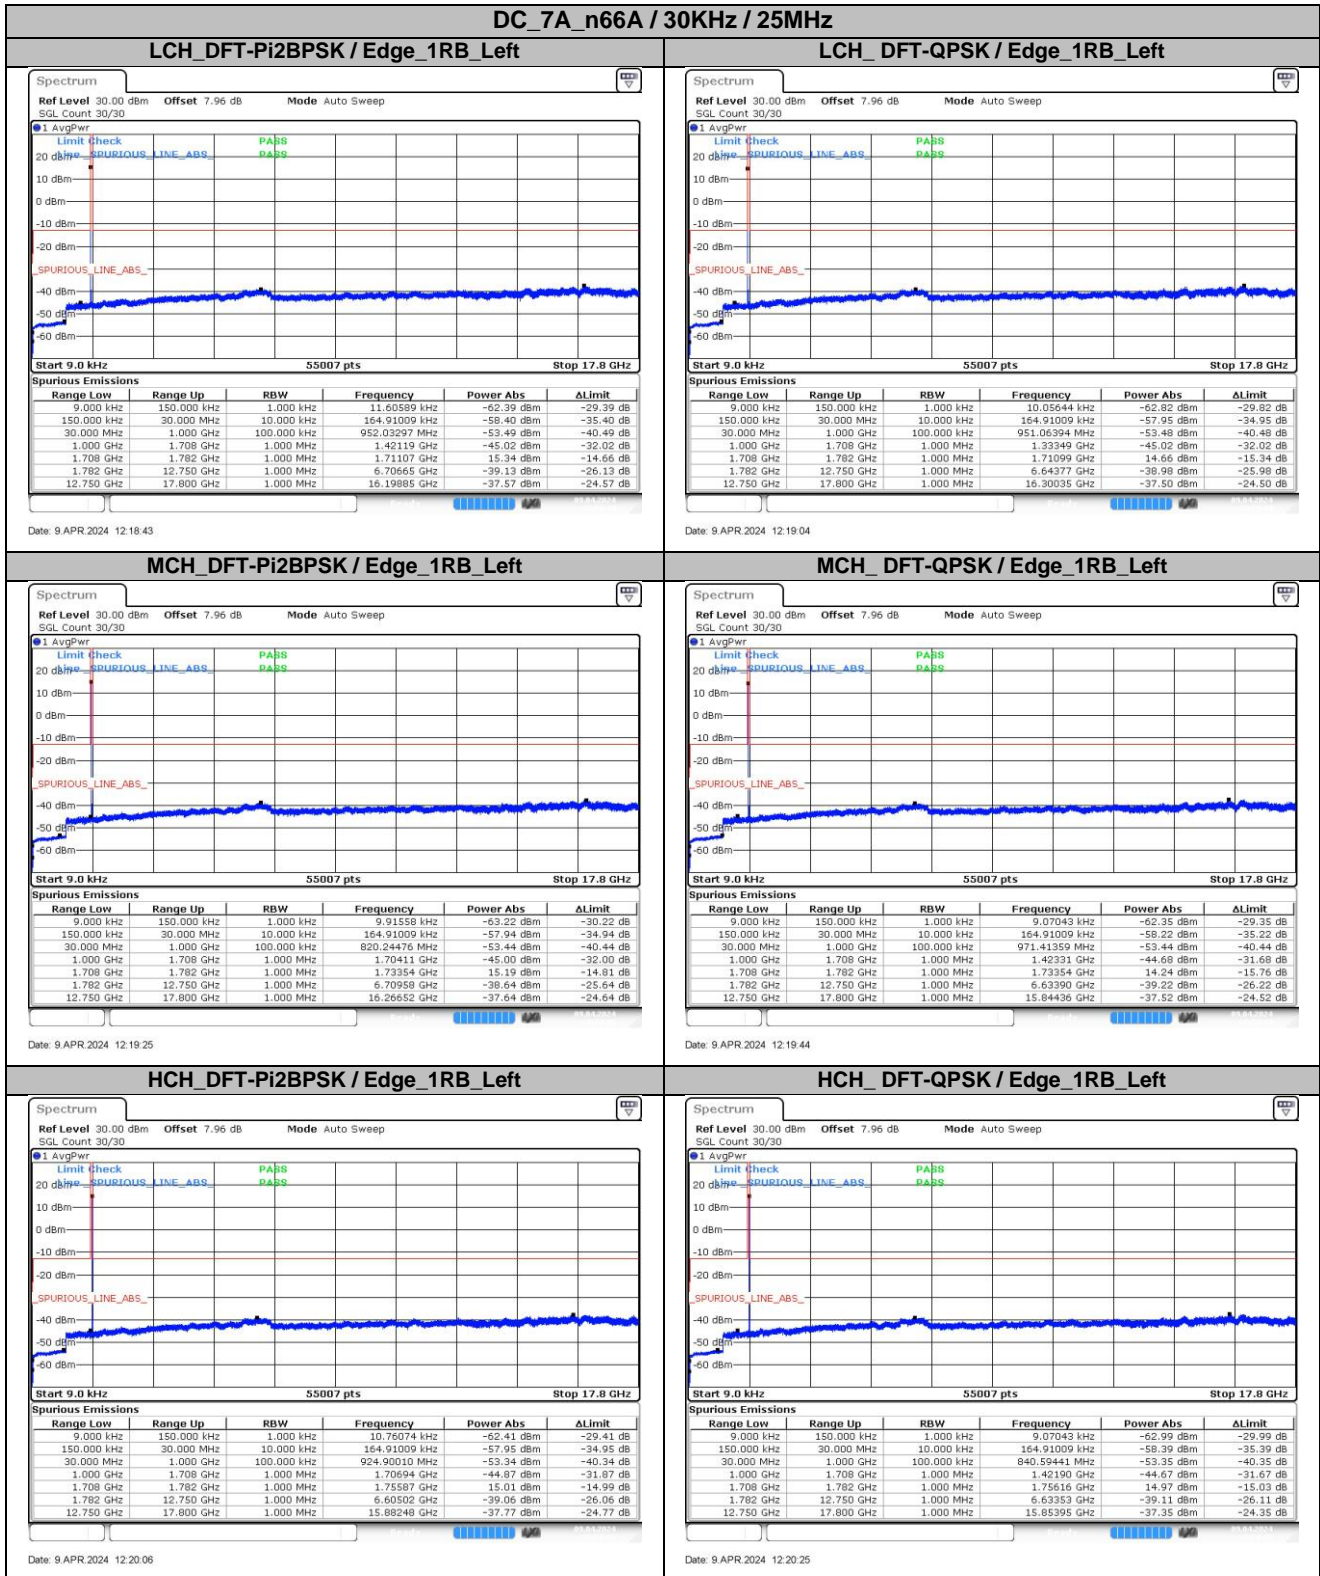 DC_7A_n66A / 30KHz / 25MHz
LCH_DFT-Pi2BPSK / Edge_1RB_Left
Spectrum
Ref Level 30.00 dBm Offset 7.96 dB Mode Auto Sweep
SGL Count 30/30
1 AvgPwr
Limit Check PASS
20 dBm Line _SPURIOUS_LINE_ABS_ PASS
10 dBm
0 dBm
-10 dBm
-20 dBm
_SPURIOUS_LINE_ABS_
-40 dBm
-50 dBm
-60 dBm
Start 9.0 kHz 55007 pts Stop 17.8 GHz
Spurious Emissions
Range Low Range Up RBW Frequency Power Abs ΔLimit
9.000 kHz 150.000 kHz 1.000 kHz 11.60589 kHz -62.39 dBm -29.39 dB
150.000 kHz 30.000 MHz 10.000 kHz 164.91009 kHz -58.40 dBm -35.40 dB
30.000 MHz 1.000 GHz 100.000 kHz 952.03297 MHz -53.49 dBm -40.49 dB
1.000 GHz 1.708 GHz 1.000 MHz 1.42119 GHz -45.02 dBm -32.02 dB
1.708 GHz 1.782 GHz 1.000 MHz 1.71107 GHz 15.34 dBm -14.66 dB
1.782 GHz 12.750 GHz 1.000 MHz 6.70665 GHz -39.13 dBm -26.13 dB
12.750 GHz 17.800 GHz 1.000 MHz 16.19885 GHz -37.57 dBm -24.57 dB
Date: 9.APR.2024 12:18:43
LCH_ DFT-QPSK / Edge_1RB_Left
Spectrum
Ref Level 30.00 dBm Offset 7.96 dB Mode Auto Sweep
SGL Count 30/30
1 AvgPwr
Limit Check PASS
20 dBm Line _SPURIOUS_LINE_ABS_ PASS
10 dBm
0 dBm
-10 dBm
-20 dBm
_SPURIOUS_LINE_ABS_
-40 dBm
-50 dBm
-60 dBm
Start 9.0 kHz 55007 pts Stop 17.8 GHz
Spurious Emissions
Range Low Range Up RBW Frequency Power Abs ΔLimit
9.000 kHz 150.000 kHz 1.000 kHz 10.05644 kHz -62.82 dBm -29.82 dB
150.000 kHz 30.000 MHz 10.000 kHz 164.91009 kHz -57.95 dBm -34.95 dB
30.000 MHz 1.000 GHz 100.000 kHz 951.06394 MHz -53.48 dBm -40.48 dB
1.000 GHz 1.708 GHz 1.000 MHz 1.33349 GHz -45.02 dBm -32.02 dB
1.708 GHz 1.782 GHz 1.000 MHz 1.71099 GHz 14.66 dBm -15.34 dB
1.782 GHz 12.750 GHz 1.000 MHz 6.64377 GHz -38.98 dBm -25.98 dB
12.750 GHz 17.800 GHz 1.000 MHz 16.30035 GHz -37.50 dBm -24.50 dB
Date: 9.APR.2024 12:19:04
MCH_DFT-Pi2BPSK / Edge_1RB_Left
Spectrum
Ref Level 30.00 dBm Offset 7.96 dB Mode Auto Sweep
SGL Count 30/30
1 AvgPwr
Limit Check PASS
20 dBm Line _SPURIOUS_LINE_ABS_ PASS
10 dBm
0 dBm
-10 dBm
-20 dBm
_SPURIOUS_LINE_ABS_
-40 dBm
-50 dBm
-60 dBm
Start 9.0 kHz 55007 pts Stop 17.8 GHz
Spurious Emissions
Range Low Range Up RBW Frequency Power Abs ΔLimit
9.000 kHz 150.000 kHz 1.000 kHz 9.91558 kHz -63.22 dBm -30.22 dB
150.000 kHz 30.000 MHz 10.000 kHz 164.91009 kHz -57.94 dBm -34.94 dB
30.000 MHz 1.000 GHz 100.000 kHz 820.24476 MHz -53.44 dBm -40.44 dB
1.000 GHz 1.708 GHz 1.000 MHz 1.70411 GHz -45.00 dBm -32.00 dB
1.708 GHz 1.782 GHz 1.000 MHz 1.73354 GHz 15.19 dBm -14.81 dB
1.782 GHz 12.750 GHz 1.000 MHz 6.70958 GHz -38.64 dBm -25.64 dB
12.750 GHz 17.800 GHz 1.000 MHz 16.26652 GHz -37.64 dBm -24.64 dB
Date: 9.APR.2024 12:19:25
MCH_ DFT-QPSK / Edge_1RB_Left
Spectrum
Ref Level 30.00 dBm Offset 7.96 dB Mode Auto Sweep
SGL Count 30/30
1 AvgPwr
Limit Check PASS
20 dBm Line _SPURIOUS_LINE_ABS_ PASS
10 dBm
0 dBm
-10 dBm
-20 dBm
_SPURIOUS_LINE_ABS_
-40 dBm
-50 dBm
-60 dBm
Start 9.0 kHz 55007 pts Stop 17.8 GHz
Spurious Emissions
Range Low Range Up RBW Frequency Power Abs ΔLimit
9.000 kHz 150.000 kHz 1.000 kHz 9.07043 kHz -62.35 dBm -29.35 dB
150.000 kHz 30.000 MHz 10.000 kHz 164.91009 kHz -58.22 dBm -35.22 dB
30.000 MHz 1.000 GHz 100.000 kHz 971.41359 MHz -53.44 dBm -40.44 dB
1.000 GHz 1.708 GHz 1.000 MHz 1.42331 GHz -44.68 dBm -31.68 dB
1.708 GHz 1.782 GHz 1.000 MHz 1.73354 GHz 14.24 dBm -15.76 dB
1.782 GHz 12.750 GHz 1.000 MHz 6.63390 GHz -39.22 dBm -26.22 dB
12.750 GHz 17.800 GHz 1.000 MHz 15.84436 GHz -37.52 dBm -24.52 dB
Date: 9.APR.2024 12:19:44
HCH_DFT-Pi2BPSK / Edge_1RB_Left
Spectrum
Ref Level 30.00 dBm Offset 7.96 dB Mode Auto Sweep
SGL Count 30/30
1 AvgPwr
Limit Check PASS
20 dBm Line _SPURIOUS_LINE_ABS_ PASS
10 dBm
0 dBm
-10 dBm
-20 dBm
_SPURIOUS_LINE_ABS_
-40 dBm
-50 dBm
-60 dBm
Start 9.0 kHz 55007 pts Stop 17.8 GHz
Spurious Emissions
Range Low Range Up RBW Frequency Power Abs ΔLimit
9.000 kHz 150.000 kHz 1.000 kHz 10.76074 kHz -62.41 dBm -29.41 dB
150.000 kHz 30.000 MHz 10.000 kHz 164.91009 kHz -57.95 dBm -34.95 dB
30.000 MHz 1.000 GHz 100.000 kHz 924.90010 MHz -53.34 dBm -40.34 dB
1.000 GHz 1.708 GHz 1.000 MHz 1.70694 GHz -44.87 dBm -31.87 dB
1.708 GHz 1.782 GHz 1.000 MHz 1.75587 GHz 15.01 dBm -14.99 dB
1.782 GHz 12.750 GHz 1.000 MHz 6.60502 GHz -39.06 dBm -26.06 dB
12.750 GHz 17.800 GHz 1.000 MHz 15.88248 GHz -37.77 dBm -24.77 dB
Date: 9.APR.2024 12:20:06
HCH_ DFT-QPSK / Edge_1RB_Left
Spectrum
Ref Level 30.00 dBm Offset 7.96 dB Mode Auto Sweep
SGL Count 30/30
1 AvgPwr
Limit Check PASS
20 dBm Line _SPURIOUS_LINE_ABS_ PASS
10 dBm
0 dBm
-10 dBm
-20 dBm
_SPURIOUS_LINE_ABS_
-40 dBm
-50 dBm
-60 dBm
Start 9.0 kHz 55007 pts Stop 17.8 GHz
Spurious Emissions
Range Low Range Up RBW Frequency Power Abs ΔLimit
9.000 kHz 150.000 kHz 1.000 kHz 9.07043 kHz -62.99 dBm -29.99 dB
150.000 kHz 30.000 MHz 10.000 kHz 164.91009 kHz -58.39 dBm -35.39 dB
30.000 MHz 1.000 GHz 100.000 kHz 840.59441 MHz -53.35 dBm -40.35 dB
1.000 GHz 1.708 GHz 1.000 MHz 1.42190 GHz -44.67 dBm -31.67 dB
1.708 GHz 1.782 GHz 1.000 MHz 1.75616 GHz 14.97 dBm -15.03 dB
1.782 GHz 12.750 GHz 1.000 MHz 6.63353 GHz -39.11 dBm -26.11 dB
12.750 GHz 17.800 GHz 1.000 MHz 15.85395 GHz -37.35 dBm -24.35 dB
Date: 9.APR.2024 12:20:25